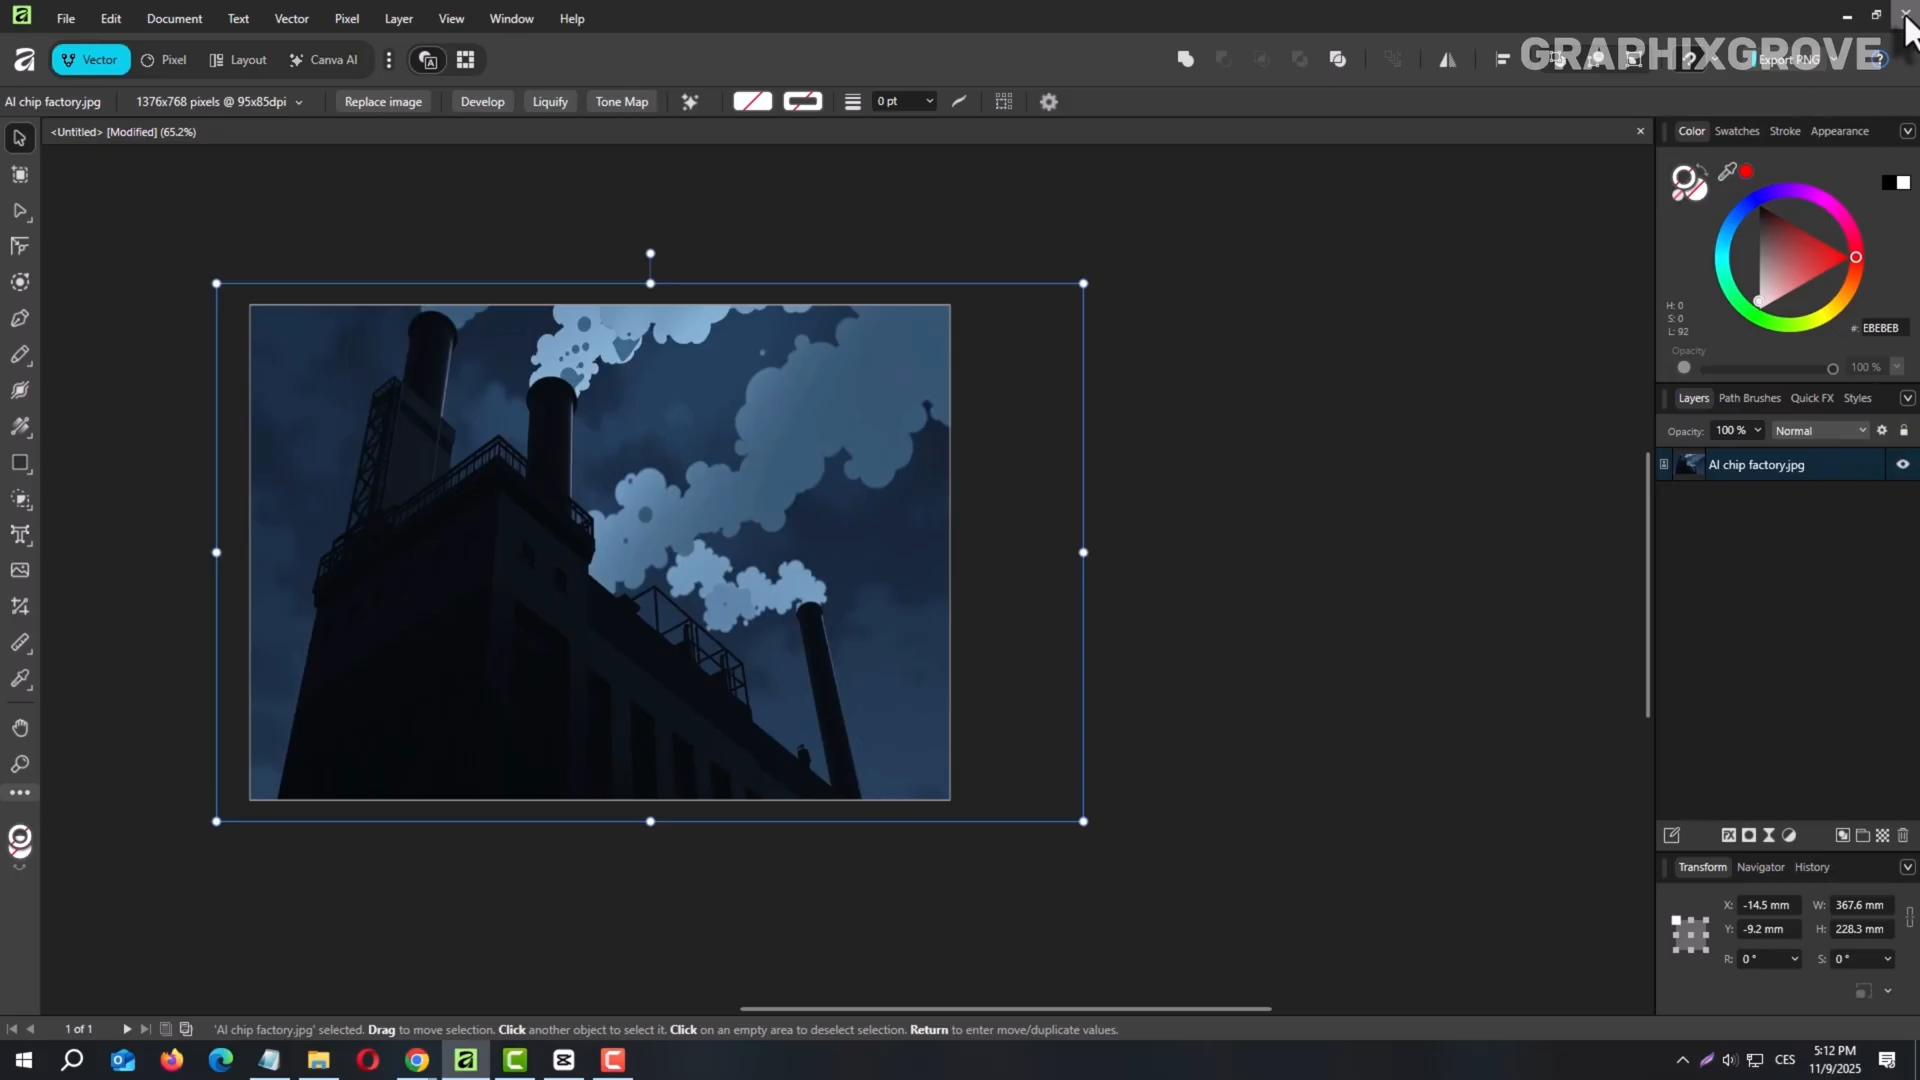 File Edit Document Text Vector Pixel Layer View Window Help
Vector Pixel Layout Canva AI
GRAPHIXGROVE
Export PNG
AI chip factory.jpg 1376x768 pixels @ 95x85dpi Replace image Develop Liquify Tone Map 0 pt
<Untitled> [Modified] (65.2%)
Color Swatches Stroke Appearance
H: 0
S: 0
L: 92
#: EBEBEB
Opacity
100 %
Layers Path Brushes Quick FX Styles
Opacity: 100 % Normal
AI chip factory.jpg
Transform Navigator History
X: -14.5 mm W: 367.6 mm
Y: -9.2 mm H: 228.3 mm
R: 0 ° S: 0 °
1 of 1 'AI chip factory.jpg' selected. Drag to move selection. Click another object to select it. Click on an empty area to deselect selection. Return to enter move/duplicate values.
CES
5:12 PM
11/9/2025